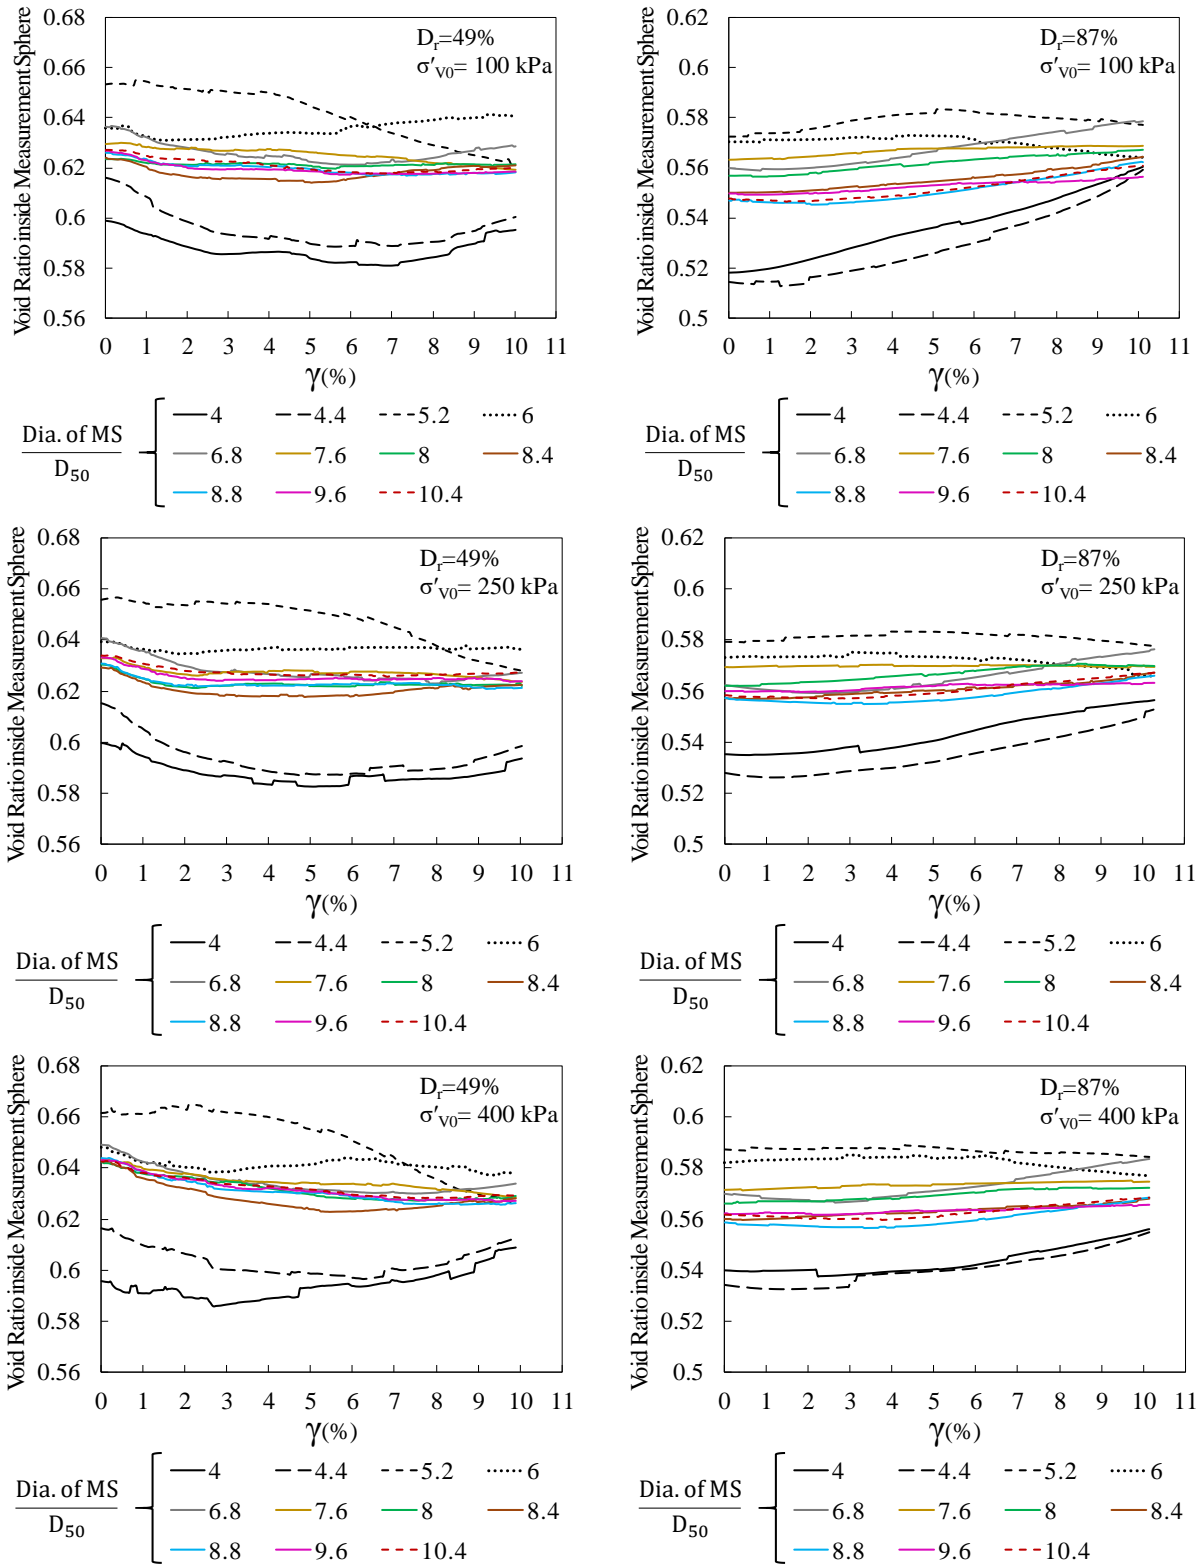 Void Ratio inside Measurement Sphere
0.68
0.66
0.64
0.62
0.6
0.58
0.56
Dr=49%
σ′V0= 100 kPa
0 1 2 3 4 5 6 7 8 9 10 11
γ(%)
Dia. of MS
D50
4 4.4 5.2 6
6.8 7.6 8 8.4
8.8 9.6 10.4
Void Ratio inside Measurement Sphere
0.62
0.6
0.58
0.56
0.54
0.52
0.5
Dr=87%
σ′V0= 100 kPa
0 1 2 3 4 5 6 7 8 9 10 11
γ(%)
Dia. of MS
D50
4 4.4 5.2 6
6.8 7.6 8 8.4
8.8 9.6 10.4
Void Ratio inside Measurement Sphere
0.68
0.66
0.64
0.62
0.6
0.58
0.56
Dr=49%
σ′V0= 250 kPa
0 1 2 3 4 5 6 7 8 9 10 11
γ(%)
Dia. of MS
D50
4 4.4 5.2 6
6.8 7.6 8 8.4
8.8 9.6 10.4
Void Ratio inside Measurement Sphere
0.62
0.6
0.58
0.56
0.54
0.52
0.5
Dr=87%
σ′V0= 250 kPa
0 1 2 3 4 5 6 7 8 9 10 11
γ(%)
Dia. of MS
D50
4 4.4 5.2 6
6.8 7.6 8 8.4
8.8 9.6 10.4
Void Ratio inside Measurement Sphere
0.68
0.66
0.64
0.62
0.6
0.58
0.56
Dr=49%
σ′V0= 400 kPa
0 1 2 3 4 5 6 7 8 9 10 11
γ(%)
Dia. of MS
D50
4 4.4 5.2 6
6.8 7.6 8 8.4
8.8 9.6 10.4
Void Ratio inside Measurement Sphere
0.62
0.6
0.58
0.56
0.54
0.52
0.5
Dr=87%
σ′V0= 400 kPa
0 1 2 3 4 5 6 7 8 9 10 11
γ(%)
Dia. of MS
D50
4 4.4 5.2 6
6.8 7.6 8 8.4
8.8 9.6 10.4